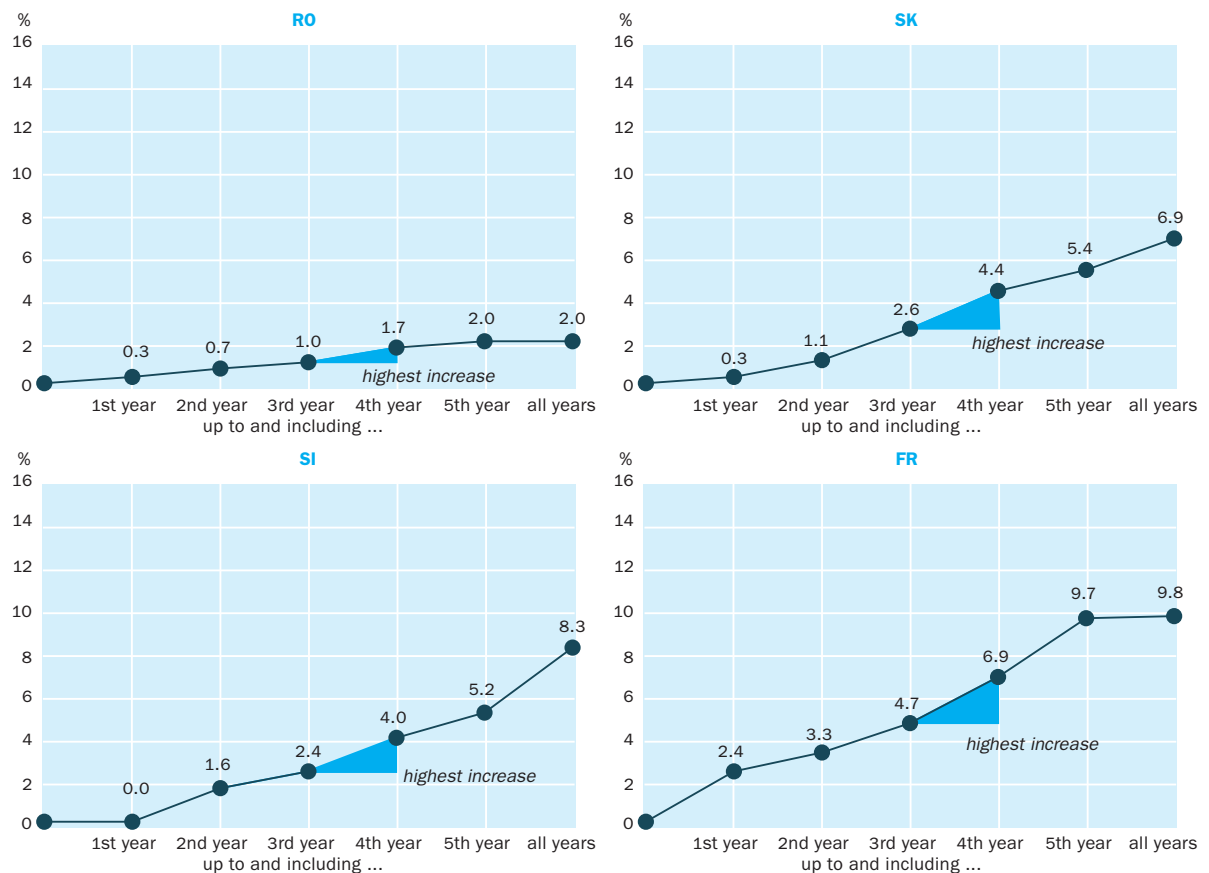 % RO
16
14
12
10
8
6
4
2
0
0.3 0.7 1.0 1.7 2.0 2.0
highest increase
1st year 2nd year 3rd year 4th year 5th year all years
up to and including ...
% SK
16
14
12
10
8
6
4
2
0
0.3 1.1 2.6 4.4 5.4 6.9
highest increase
1st year 2nd year 3rd year 4th year 5th year all years
up to and including ...
% SI
16
14
12
10
8
6
4
2
0
0.0 1.6 2.4 4.0 5.2 8.3
highest increase
1st year 2nd year 3rd year 4th year 5th year all years
up to and including ...
% FR
16
14
12
10
8
6
4
2
0
2.4 3.3 4.7 6.9 9.7 9.8
highest increase
1st year 2nd year 3rd year 4th year 5th year all years
up to and including ...